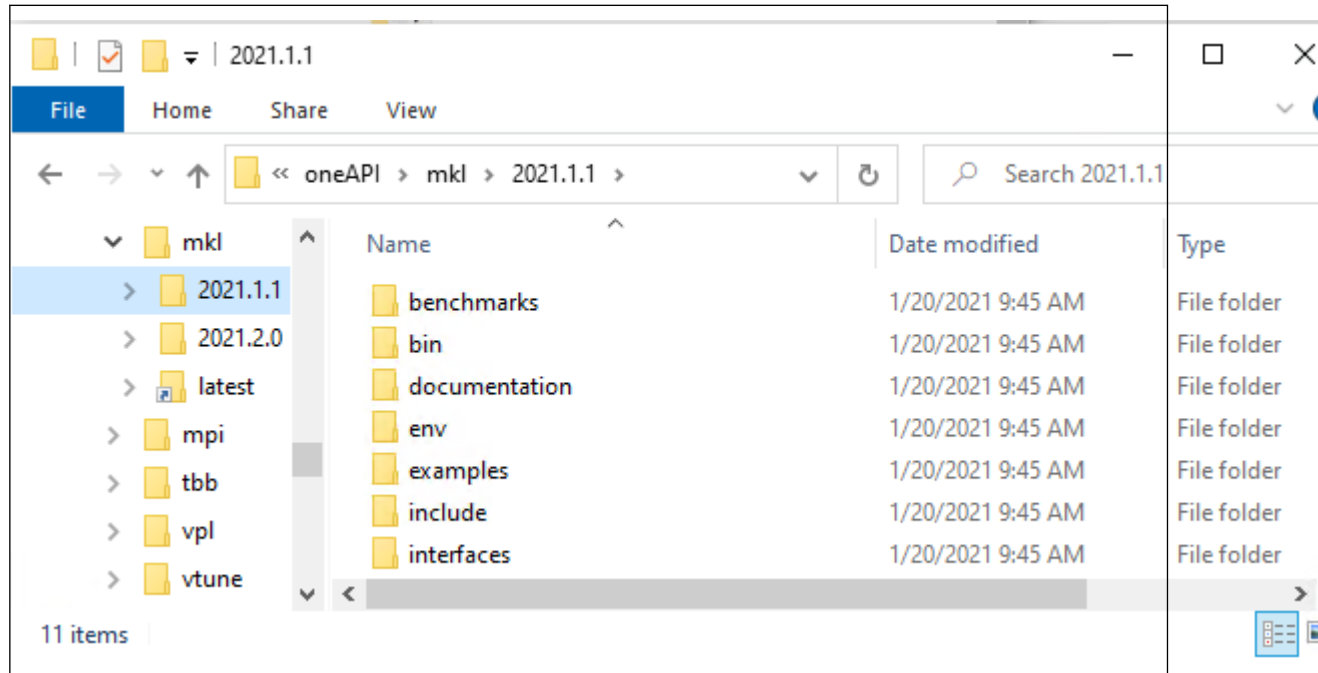 2021.1.1
File Home Share View
« oneAPI > mkl > 2021.1.1 > Search 2021.1.1
mkl
2021.1.1
2021.2.0
latest
mpi
tbb
vpl
vtune
Name Date modified Type
benchmarks 1/20/2021 9:45 AM File folder
bin 1/20/2021 9:45 AM File folder
documentation 1/20/2021 9:45 AM File folder
env 1/20/2021 9:45 AM File folder
examples 1/20/2021 9:45 AM File folder
include 1/20/2021 9:45 AM File folder
interfaces 1/20/2021 9:45 AM File folder
11 items